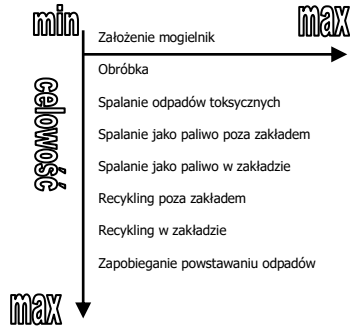 min
max
Założenie mogielnik
Obróbka
Spalanie odpadów toksycznych
Spalanie jako paliwo poza zakładem
Spalanie jako paliwo w zakładzie
Recykling poza zakładem
Recykling w zakładzie
Zapobieganie powstawaniu odpadów
celowość
max